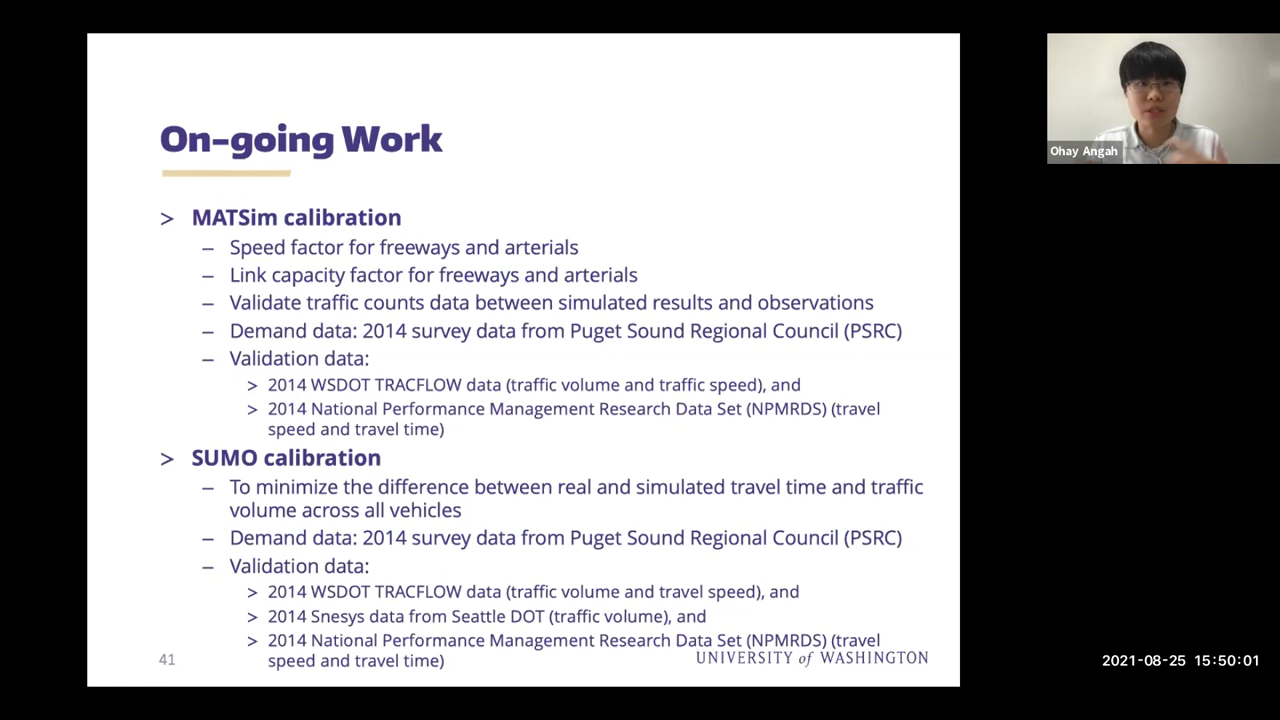 On-going Work
> MATSim calibration
– Speed factor for freeways and arterials
– Link capacity factor for freeways and arterials
– Validate traffic counts data between simulated results and observations
– Demand data: 2014 survey data from Puget Sound Regional Council (PSRC)
– Validation data:
> 2014 WSDOT TRACFLOW data (traffic volume and traffic speed), and
> 2014 National Performance Management Research Data Set (NPMRDS) (travel
speed and travel time)
> SUMO calibration
– To minimize the difference between real and simulated travel time and traffic
volume across all vehicles
– Demand data: 2014 survey data from Puget Sound Regional Council (PSRC)
– Validation data:
> 2014 WSDOT TRACFLOW data (traffic volume and travel speed), and
> 2014 Snesys data from Seattle DOT (traffic volume), and
> 2014 National Performance Management Research Data Set (NPMRDS) (travel
speed and travel time)
41
UNIVERSITY of WASHINGTON
Ohay Angah
2021-08-25 15:50:01